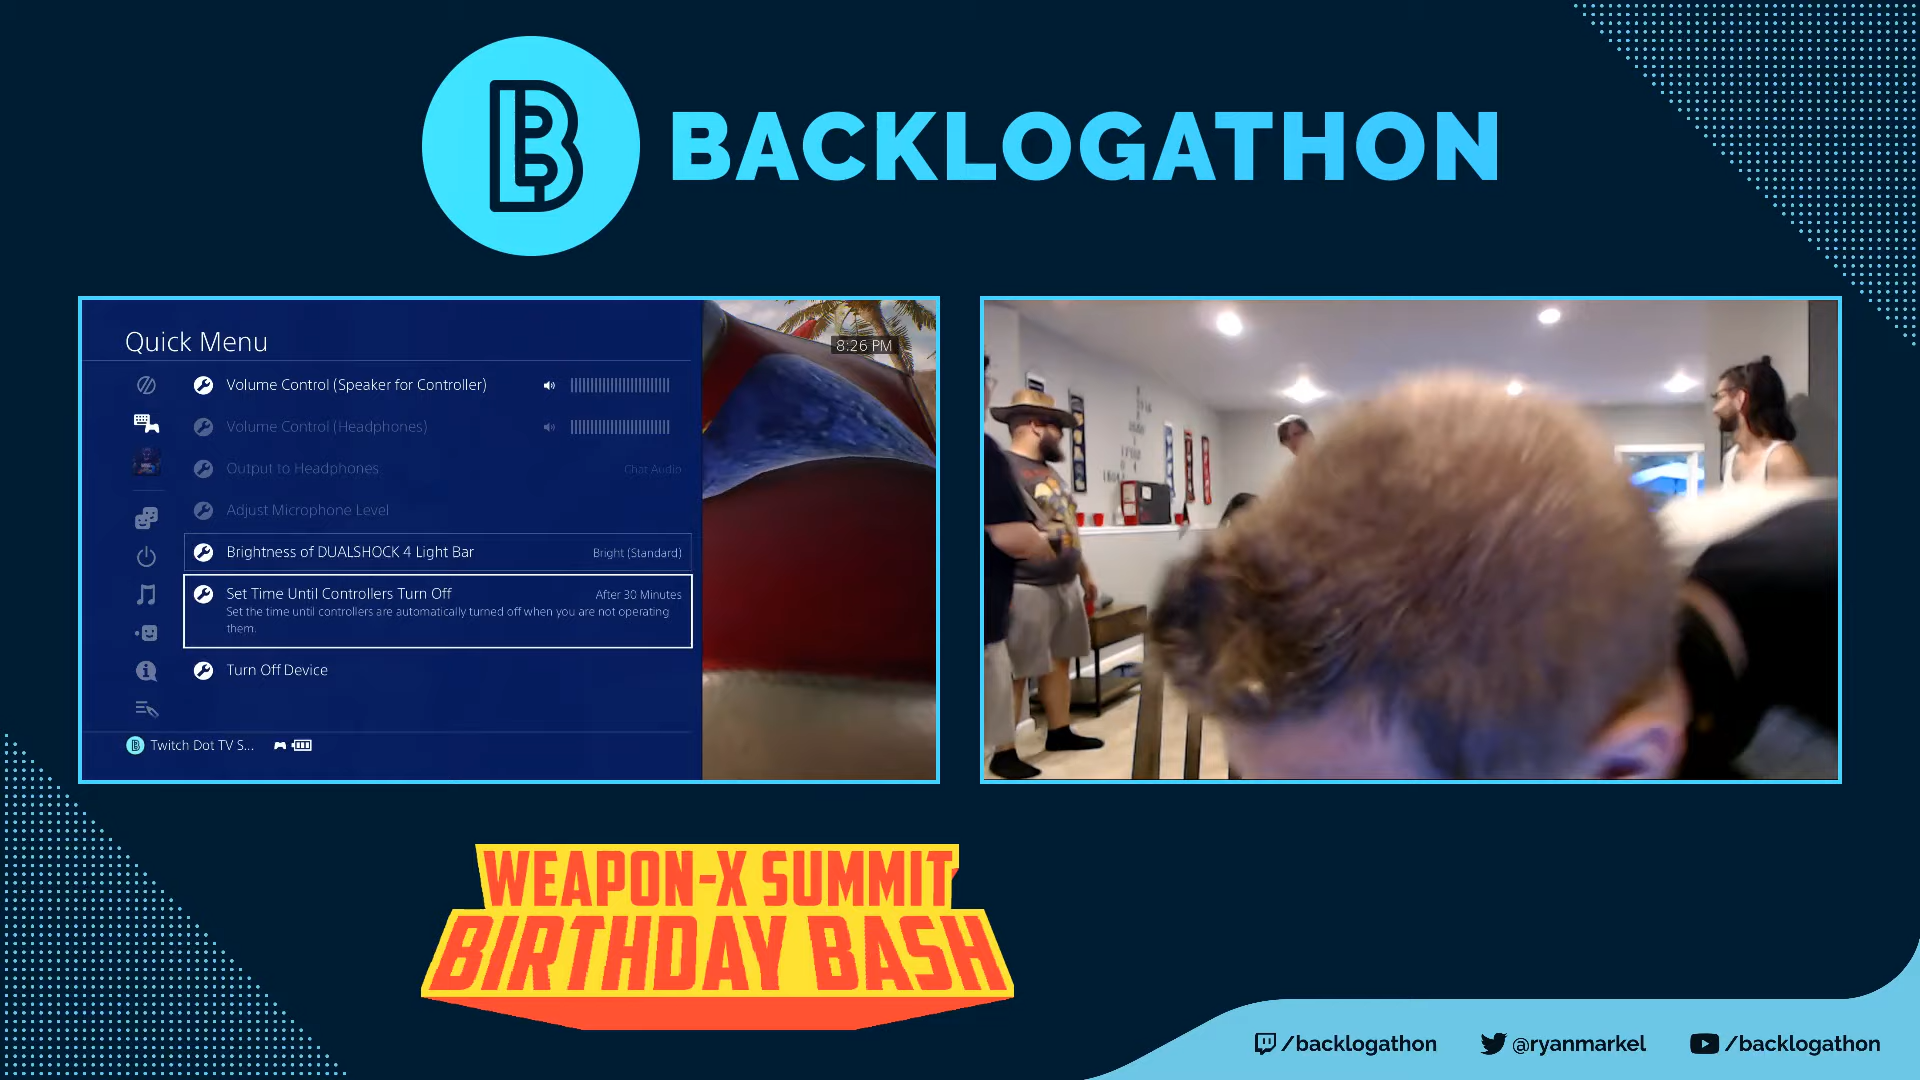 BACKLOGATHON
Quick Menu
8:26 PM
Volume Control (Speaker for Controller)
Volume Control (Headphones)
Output to Headphones Chat Audio
Adjust Microphone Level
Brightness of DUALSHOCK 4 Light Bar Bright (Standard)
Set Time Until Controllers Turn Off After 30 Minutes
Set the time until controllers are automatically turned off when you are not operating
them.
Turn Off Device
Twitch Dot TV S...
WEAPON-X SUMMIT
BIRTHDAY BASH
/backlogathon @ryanmarkel /backlogathon